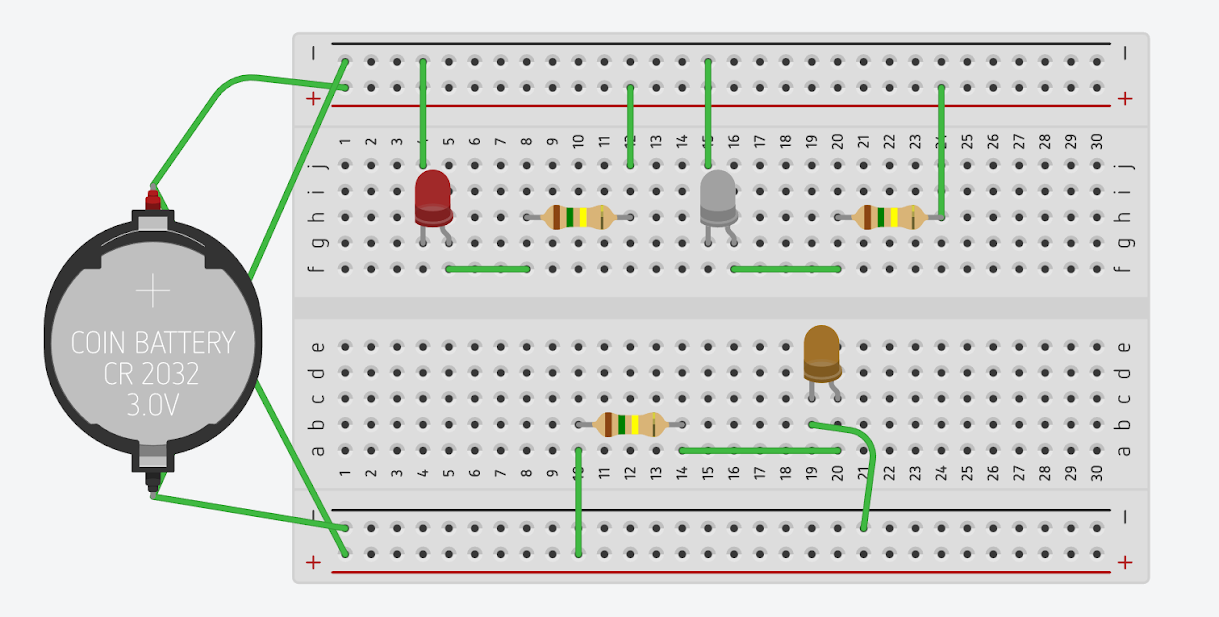 − −
+ +
1 2 3 4 5 6 7 8 9 10 11 12 13 14 15 16 17 18 19 20 21 22 23 24 25 26 27 28 29 30
j j
i i
h h
g g
f f
+
COIN BATTERY
CR 2032
3.0V
e e
d d
c c
b b
a a
1 2 3 4 5 6 7 8 9 10 11 12 13 14 15 16 17 18 19 20 21 22 23 24 25 26 27 28 29 30
− −
+ +